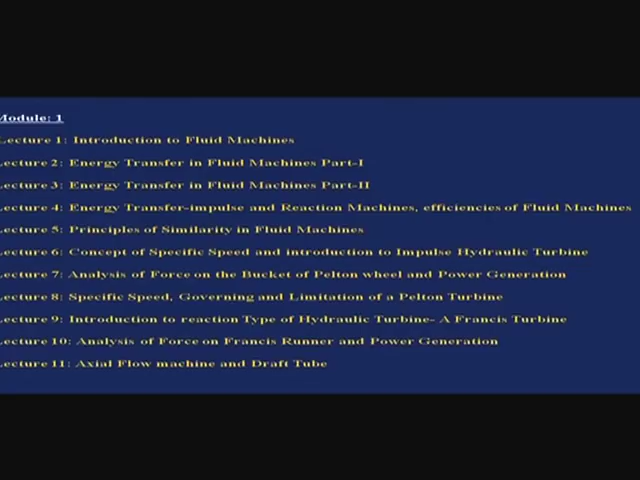 Module: 1
Lecture 1: Introduction to Fluid Machines
Lecture 2: Energy Transfer in Fluid Machines Part-I
Lecture 3: Energy Transfer in Fluid Machines Part-II
Lecture 4: Energy Transfer-impulse and Reaction Machines, efficiencies of Fluid Machines
Lecture 5: Principles of Similarity in Fluid Machines
Lecture 6: Concept of Specific Speed and introduction to Impulse Hydraulic Turbine
Lecture 7: Analysis of Force on the Bucket of Pelton wheel and Power Generation
Lecture 8: Specific Speed, Governing and Limitation of a Pelton Turbine
Lecture 9: Introduction to reaction Type of Hydraulic Turbine- A Francis Turbine
Lecture 10: Analysis of Force on Francis Runner and Power Generation
Lecture 11: Axial Flow machine and Draft Tube